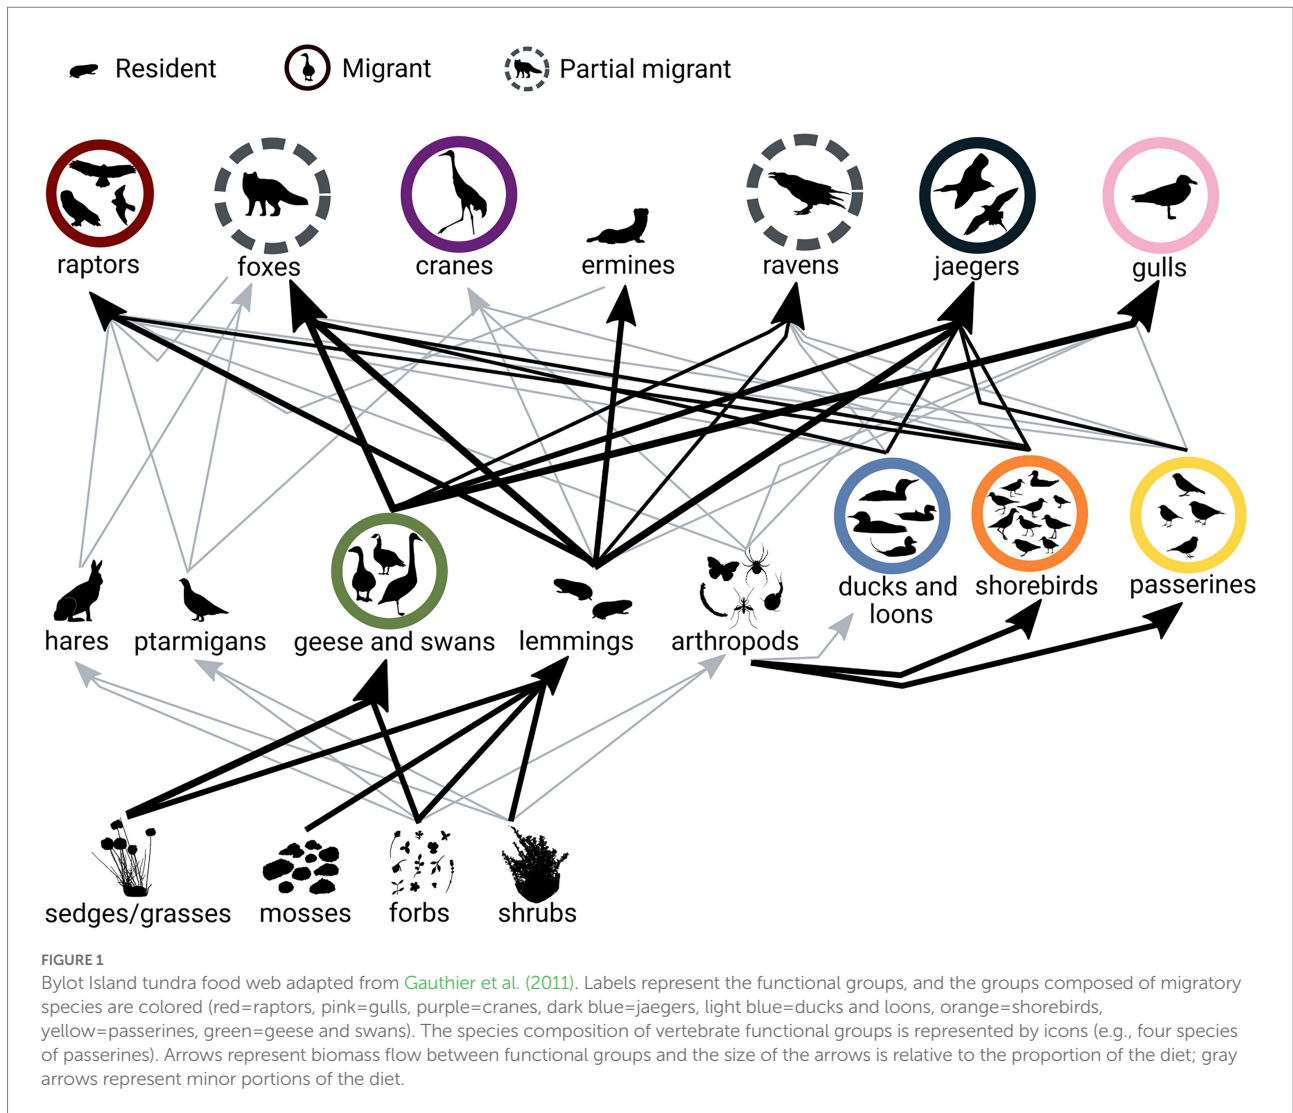 Resident Migrant Partial migrant
raptors foxes cranes ermines ravens jaegers gulls
hares ptarmigans geese and swans lemmings arthropods ducks and loons shorebirds passerines
sedges/grasses mosses forbs shrubs
FIGURE 1
Bylot Island tundra food web adapted from Gauthier et al. (2011). Labels represent the functional groups, and the groups composed of migratory
species are colored (red=raptors, pink=gulls, purple=cranes, dark blue=jaegers, light blue=ducks and loons, orange=shorebirds,
yellow=passerines, green=geese and swans). The species composition of vertebrate functional groups is represented by icons (e.g., four species
of passerines). Arrows represent biomass flow between functional groups and the size of the arrows is relative to the proportion of the diet; gray
arrows represent minor portions of the diet.